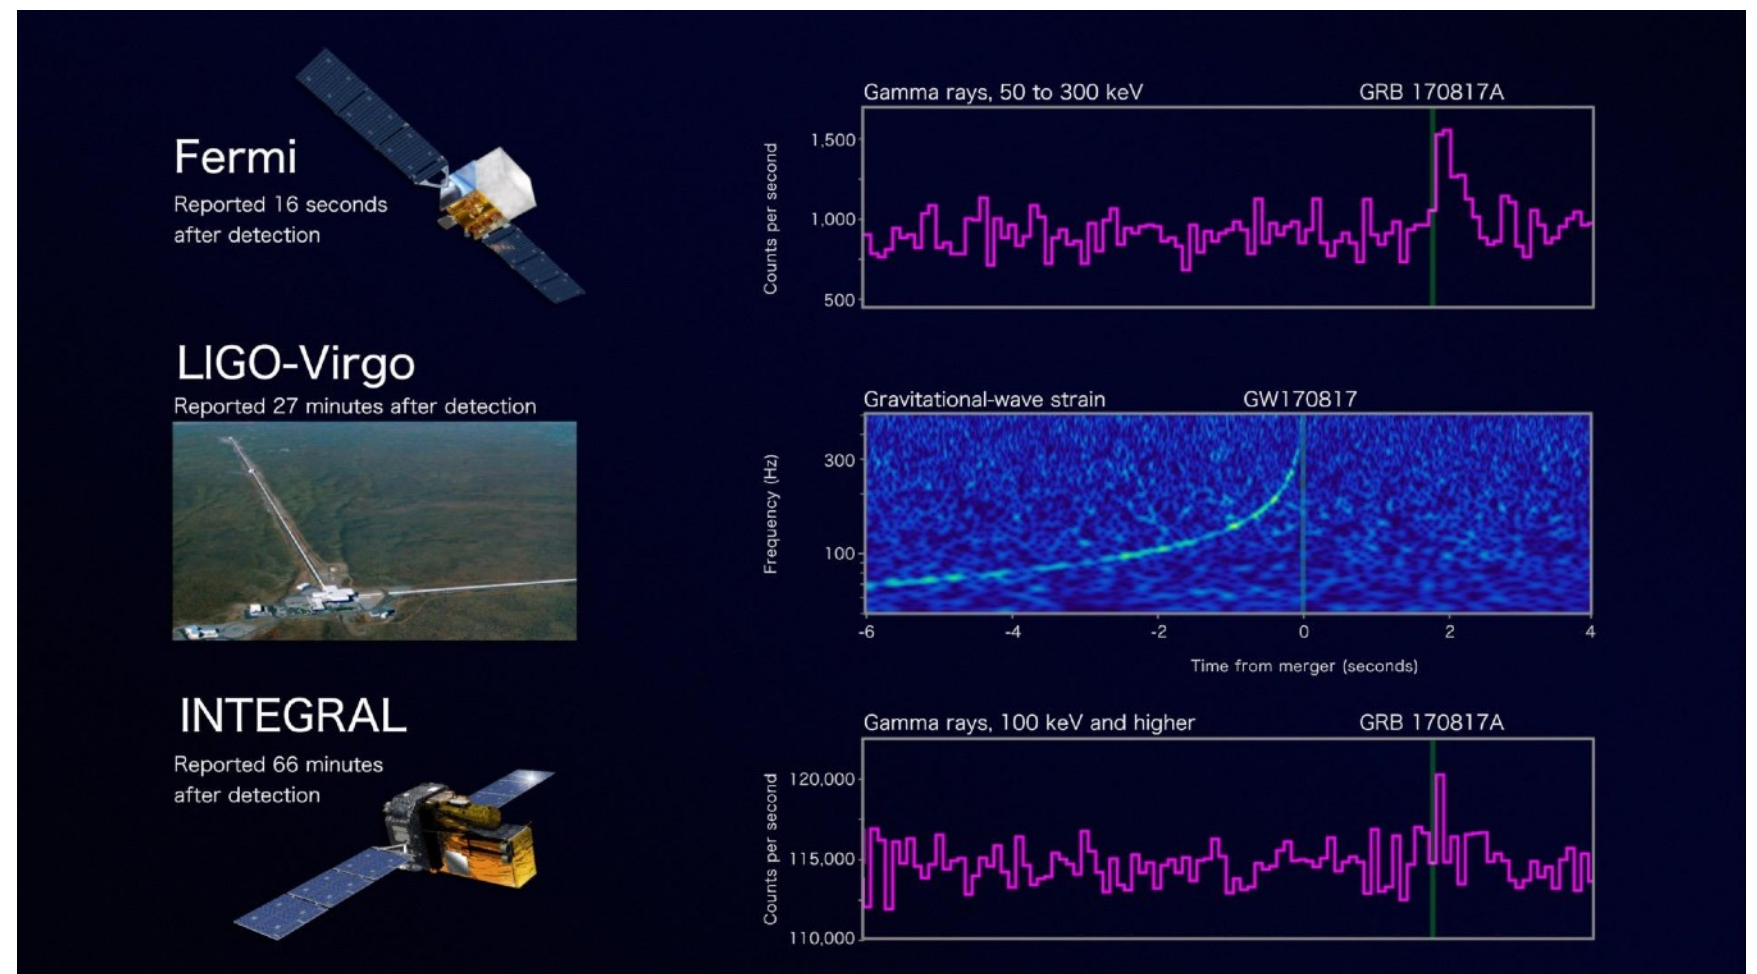 Fermi
Reported 16 seconds
after detection
Gamma rays, 50 to 300 keV
GRB 170817A
Counts per second
1,500
1,000
500
LIGO-Virgo
Reported 27 minutes after detection
Gravitational-wave strain
GW170817
Frequency (Hz)
300
100
-6 -4 -2 0 2 4
Time from merger (seconds)
INTEGRAL
Reported 66 minutes
after detection
Gamma rays, 100 keV and higher
GRB 170817A
Counts per second
120,000
115,000
110,000